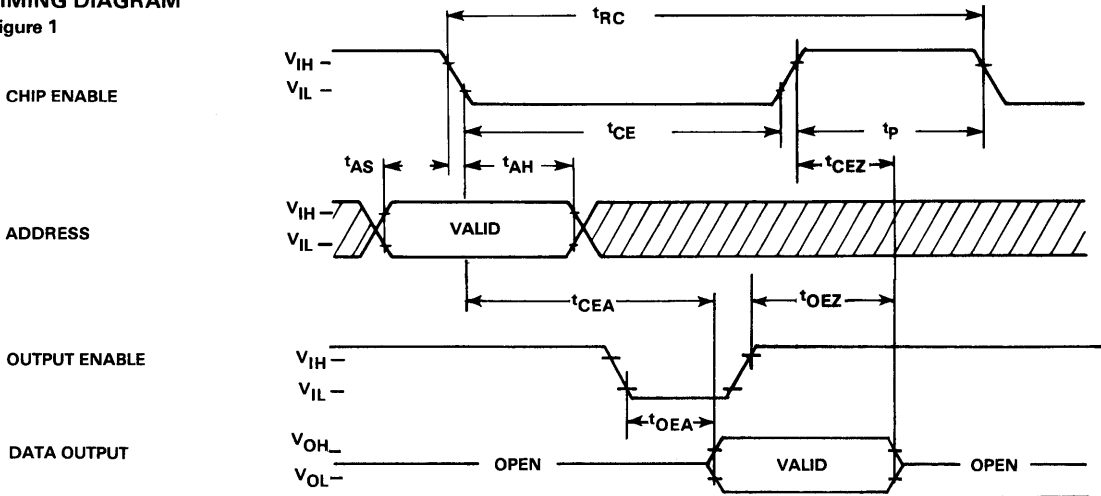 TIMING DIAGRAM
Figure 1
tRC
VIH
VIL
CHIP ENABLE
tCE
tP
tAS
tAH
tCEZ
VIH
VIL
VALID
ADDRESS
tCEA
tOEZ
OUTPUT ENABLE
VIH
VIL
tOEA
DATA OUTPUT
VOH
VOL
OPEN
VALID
OPEN